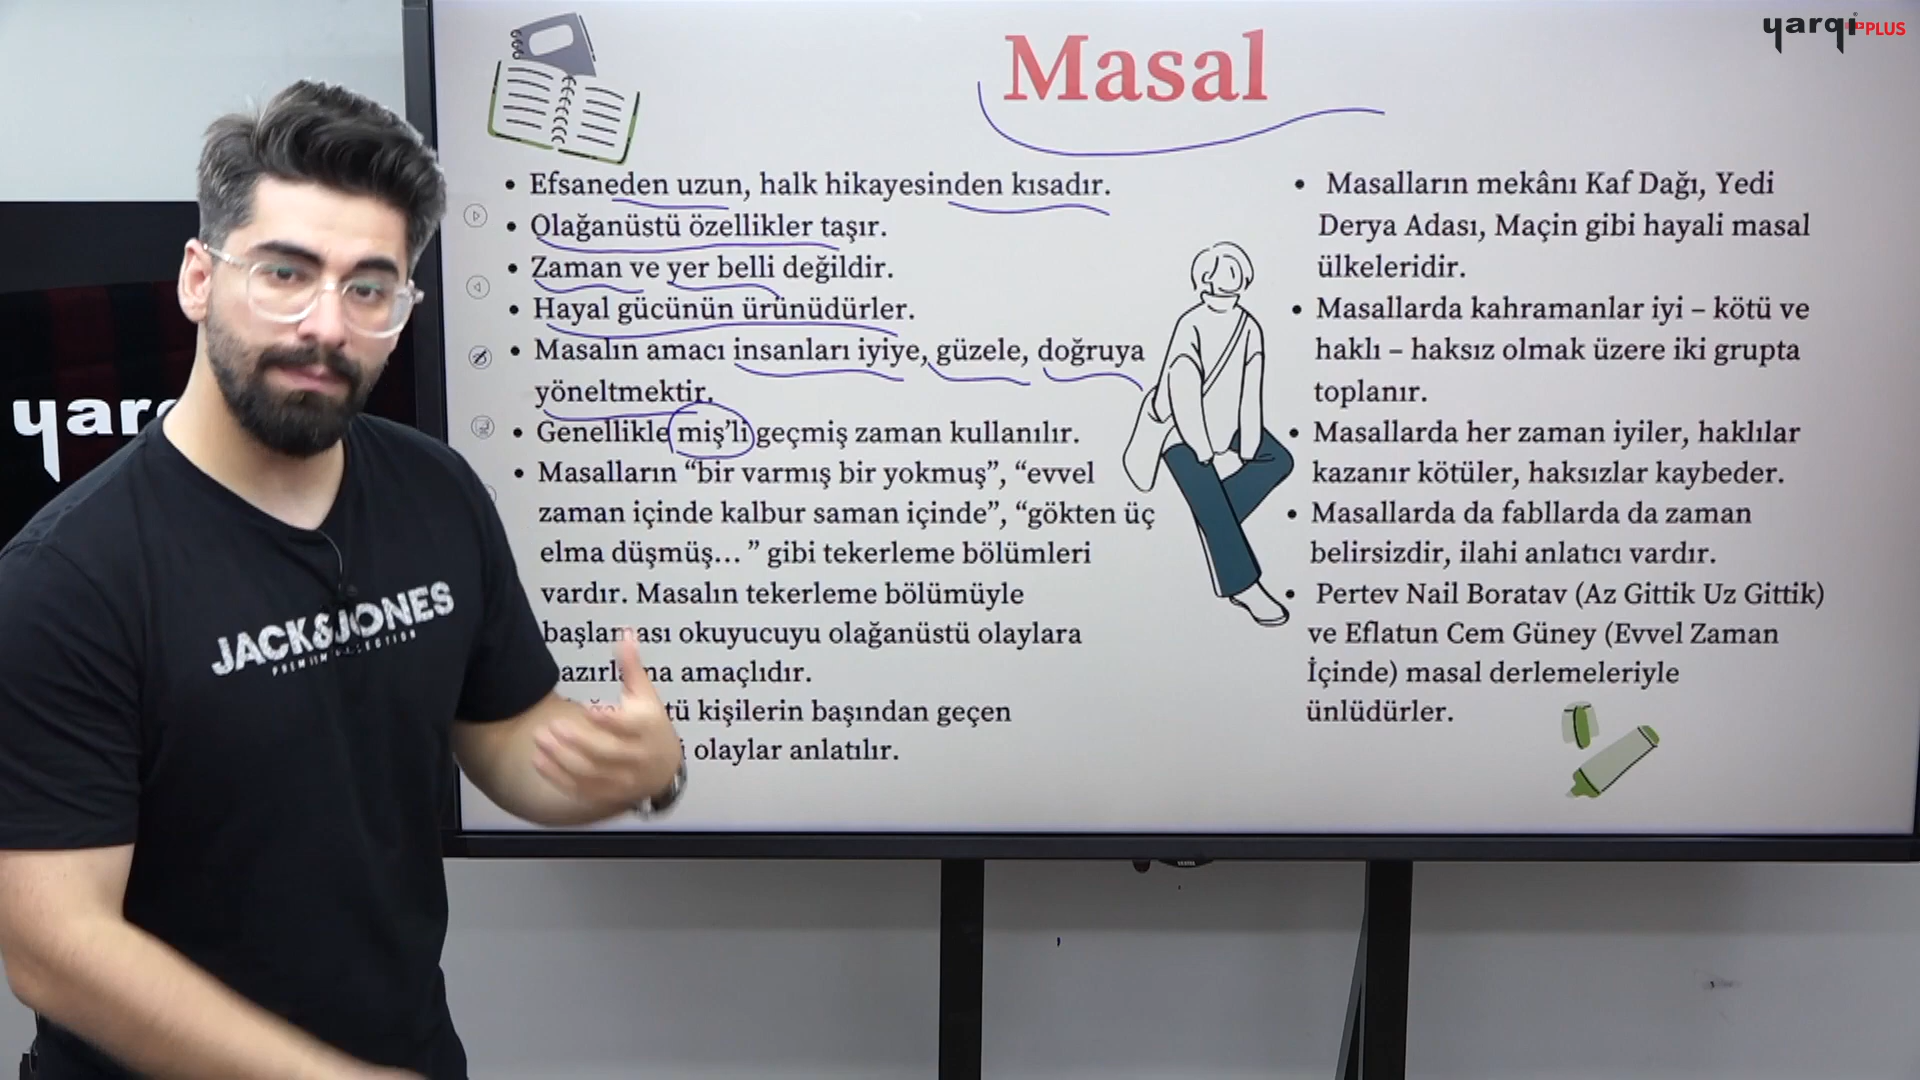 yarqi PLUS
Masal
• Efsaneden uzun, halk hikayesinden kısadır.
• Olağanüstü özellikler taşır.
• Zaman ve yer belli değildir.
• Hayal gücünün ürünüdürler.
• Masalın amacı insanları iyiye, güzele, doğruya
yöneltmektir.
• Genellikle miş’li geçmiş zaman kullanılır.
• Masalların “bir varmış bir yokmuş”, “evvel
zaman içinde kalbur saman içinde”, “gökten üç
elma düşmüş… ” gibi tekerleme bölümleri
vardır. Masalın tekerleme bölümüyle
başlaması okuyucuyu olağanüstü olaylara
amaçlıdır.
kişilerin başından geçen
olaylar anlatılır.
• Masalların mekânı Kaf Dağı, Yedi
Derya Adası, Maçin gibi hayali masal
ülkeleridir.
• Masallarda kahramanlar iyi – kötü ve
haklı – haksız olmak üzere iki grupta
toplanır.
• Masallarda her zaman iyiler, haklılar
kazanır kötüler, haksızlar kaybeder.
• Masallarda da fabllarda da zaman
belirsizdir, ilahi anlatıcı vardır.
• Pertev Nail Boratav (Az Gittik Uz Gittik)
ve Eflatun Cem Güney (Evvel Zaman
İçinde) masal derlemeleriyle
ünlüdürler.
JACK&JONES